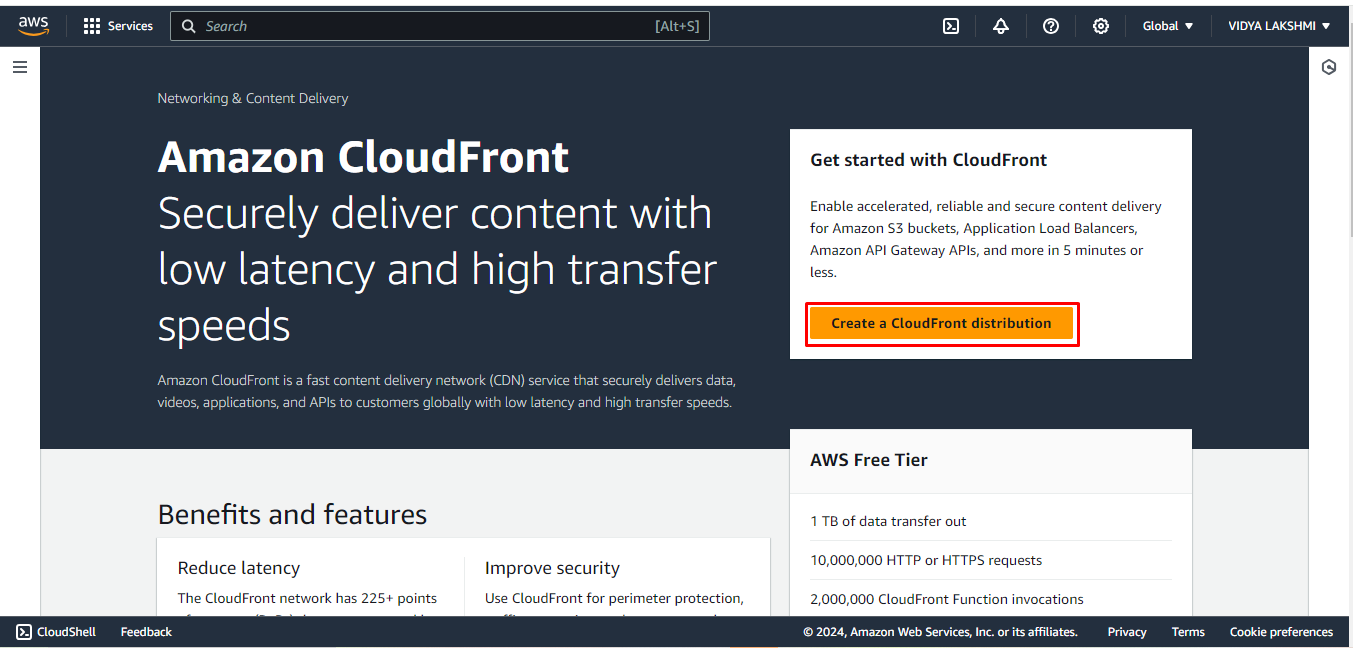 aws
Services
Search
[Alt+S]
Global
VIDYA LAKSHMI
Networking & Content Delivery
Amazon CloudFront
Securely deliver content with
low latency and high transfer
speeds
Amazon CloudFront is a fast content delivery network (CDN) service that securely delivers data,
videos, applications, and APIs to customers globally with low latency and high transfer speeds.
Get started with CloudFront
Enable accelerated, reliable and secure content delivery
for Amazon S3 buckets, Application Load Balancers,
Amazon API Gateway APIs, and more in 5 minutes or
less.
Create a CloudFront distribution
AWS Free Tier
1 TB of data transfer out
10,000,000 HTTP or HTTPS requests
2,000,000 CloudFront Function invocations
Benefits and features
Reduce latency
The CloudFront network has 225+ points
Improve security
Use CloudFront for perimeter protection,
CloudShell
Feedback
© 2024, Amazon Web Services, Inc. or its affiliates.
Privacy
Terms
Cookie preferences